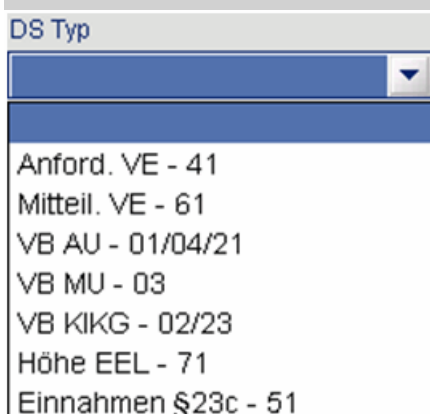 DS Typ
Anford. VE - 41
Mitteil. VE - 61
VB AU - 01/04/21
VB MU - 03
VB KIKG - 02/23
Höhe EEL - 71
Einnahmen §23c - 51